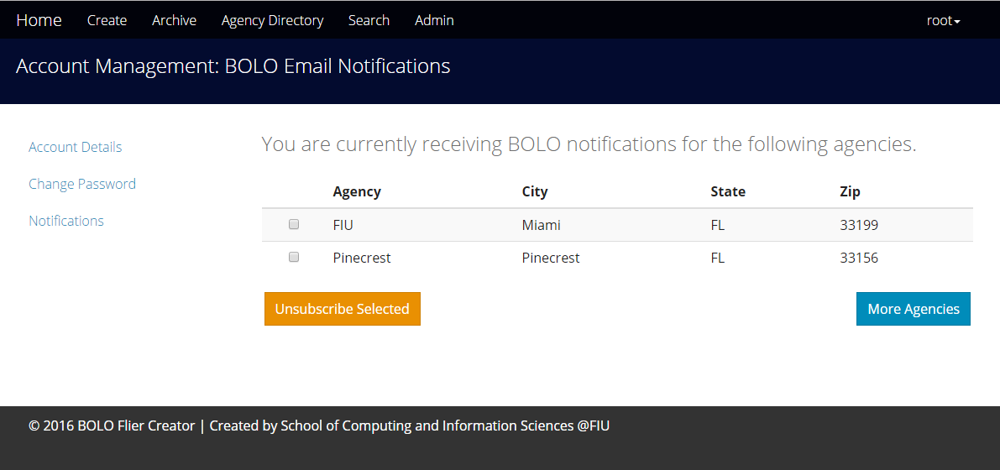 Home Create Archive Agency Directory Search Admin root
Account Management: BOLO Email Notifications
Account Details
Change Password
Notifications
You are currently receiving BOLO notifications for the following agencies.
Agency City State Zip
FIU Miami FL 33199
Pinecrest Pinecrest FL 33156
Unsubscribe Selected More Agencies
© 2016 BOLO Flier Creator | Created by School of Computing and Information Sciences @FIU